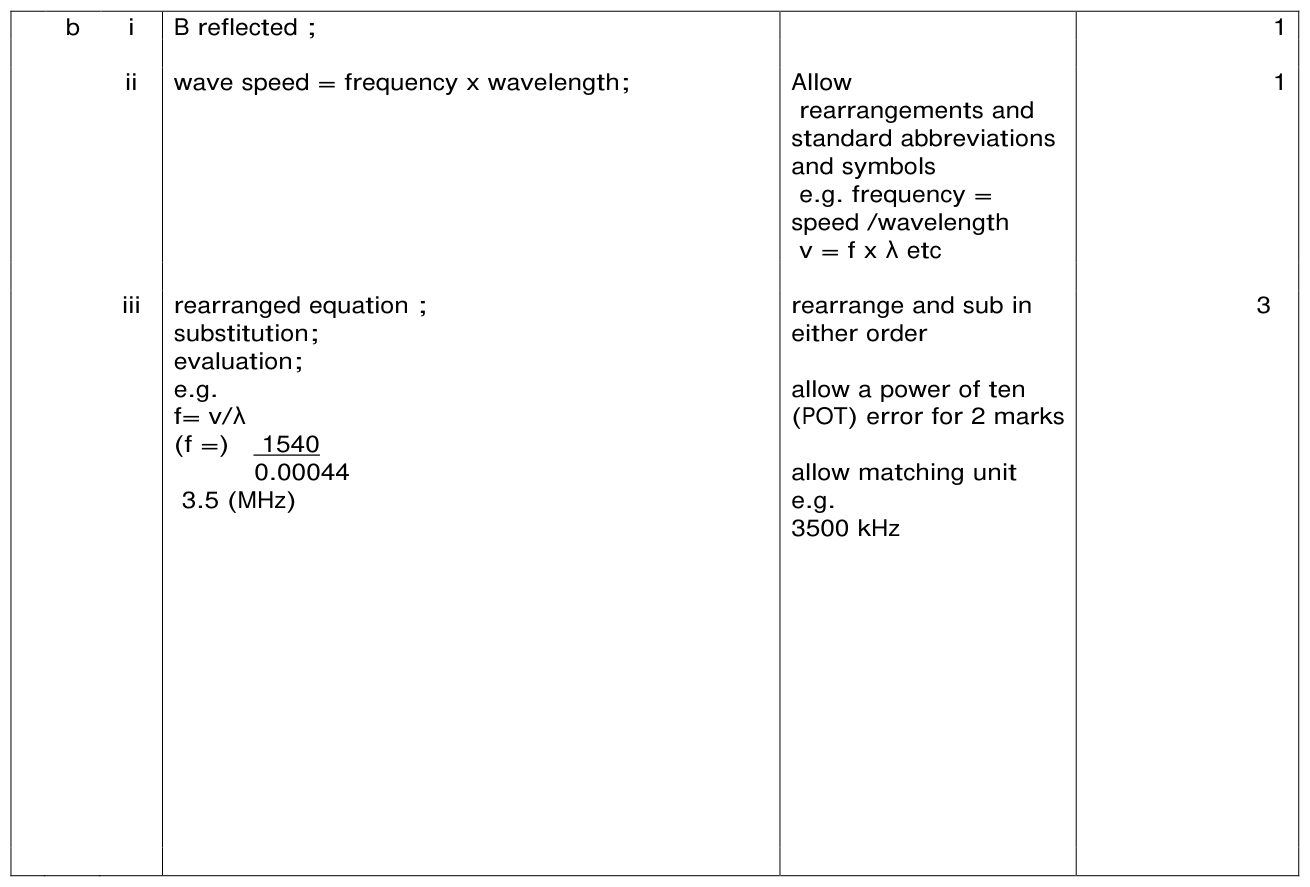 b i B reflected ; 1
ii wave speed = frequency x wavelength; Allow 1
rearrangements and
standard abbreviations
and symbols
e.g. frequency =
speed /wavelength
v = f x λ etc
iii rearranged equation ; rearrange and sub in 3
substitution; either order
evaluation;
e.g. allow a power of ten
f= v/λ (POT) error for 2 marks
(f =) 1540
0.00044 allow matching unit
3.5 (MHz) e.g.
3500 kHz